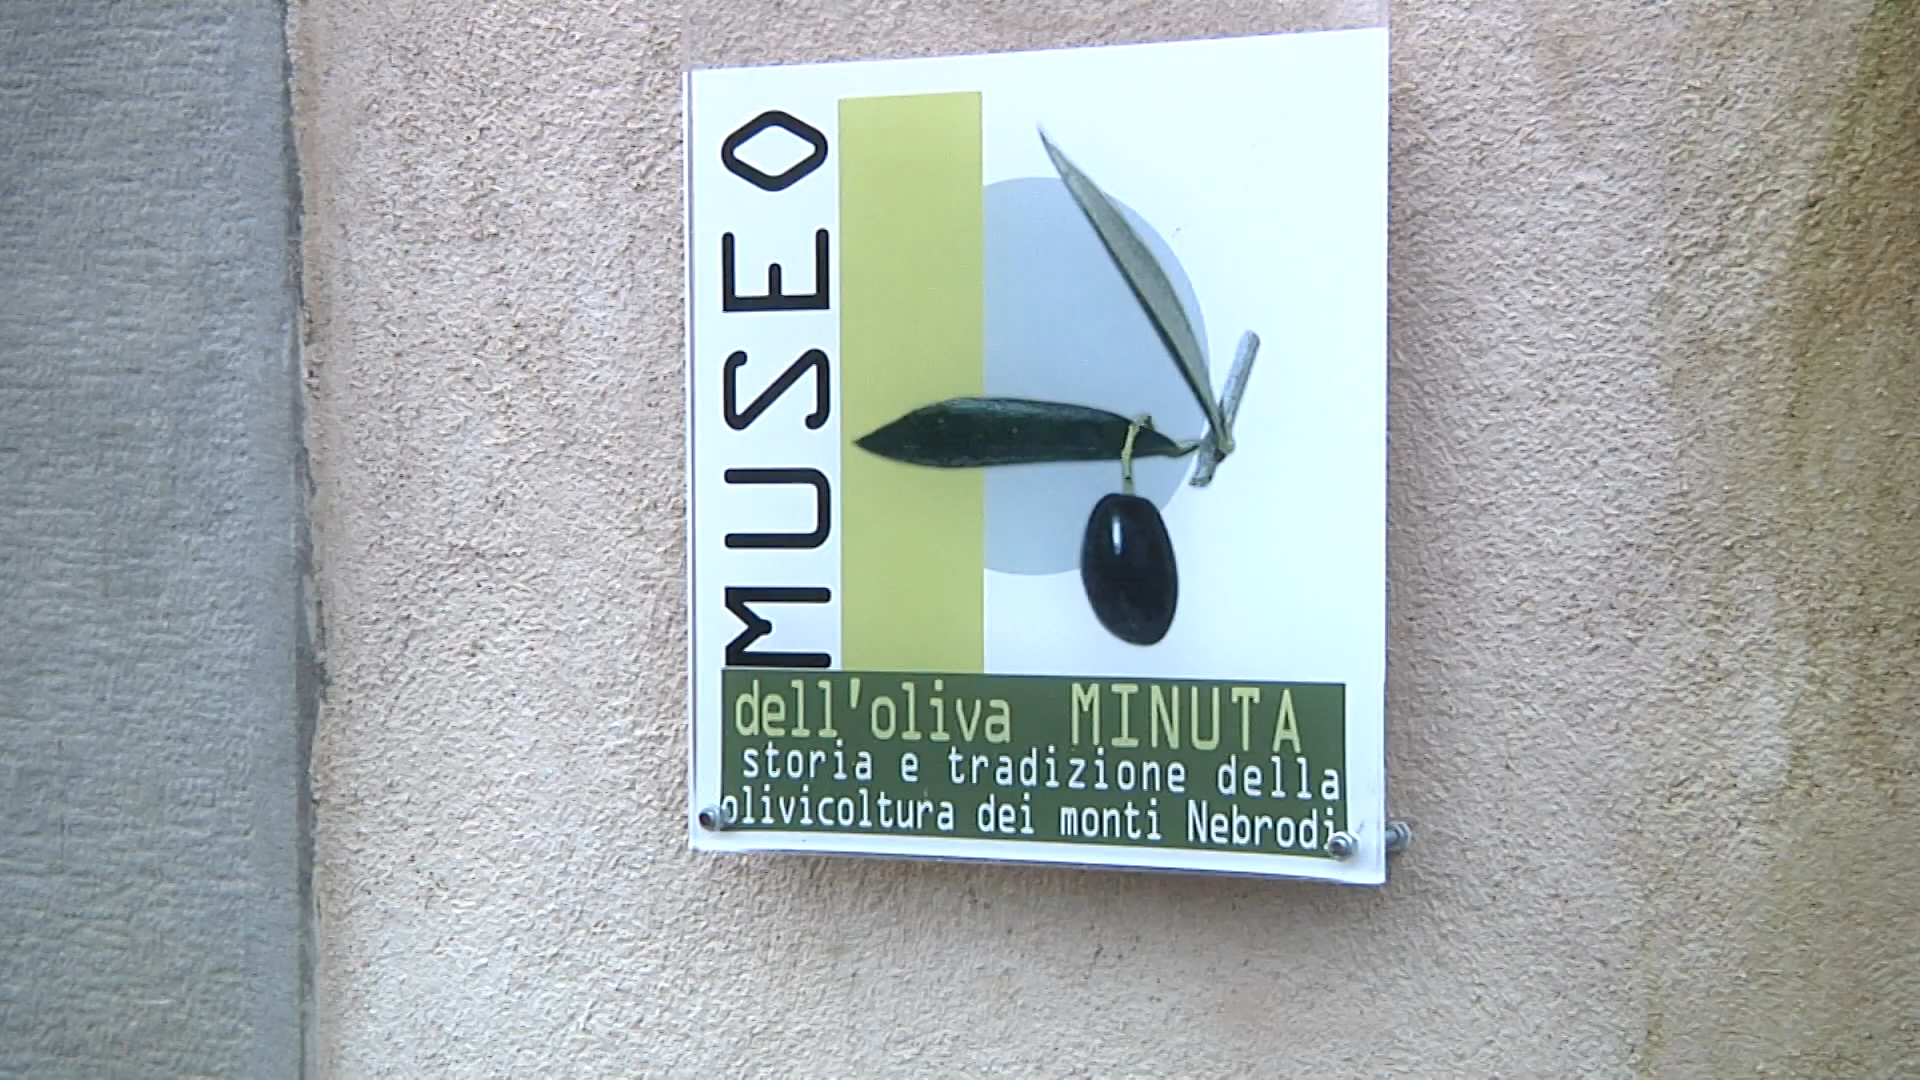 MUSEO
dell'oliva MINUTA
storia e tradizione della
olivicoltura dei monti Nebrodi